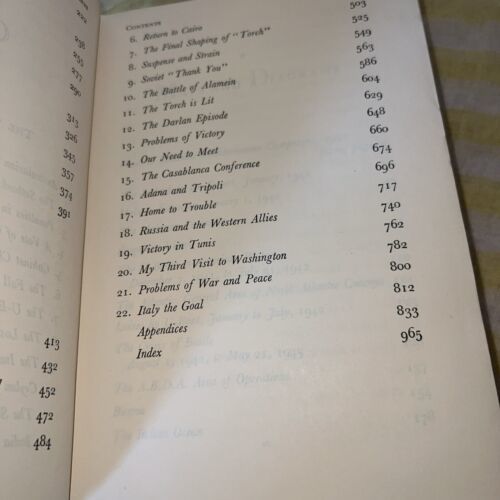 222
238
255
277
290
313
326
345
357
374
391
413
432
452
472
484
CONTENTS
6. Return to Cairo 503
7. The Final Shaping of "Torch" 525
8. Suspense and Strain 549
9. Soviet "Thank You" 563
10. The Battle of Alamein 586
11. The Torch is Lit 604
12. The Darlan Episode 629
13. Problems of Victory 648
14. Our Need to Meet 660
15. The Casablanca Conference 674
16. Adana and Tripoli 696
17. Home to Trouble 717
18. Russia and the Western Allies 740
19. Victory in Tunis 762
20. My Third Visit to Washington 782
21. Problems of War and Peace 800
22. Italy the Goal 812
Appendices 833
Index 965